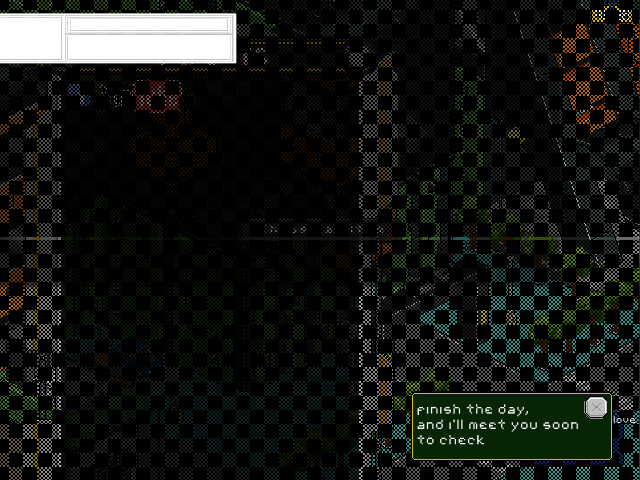 finish the day,
and i'll meet you soon
to check
love